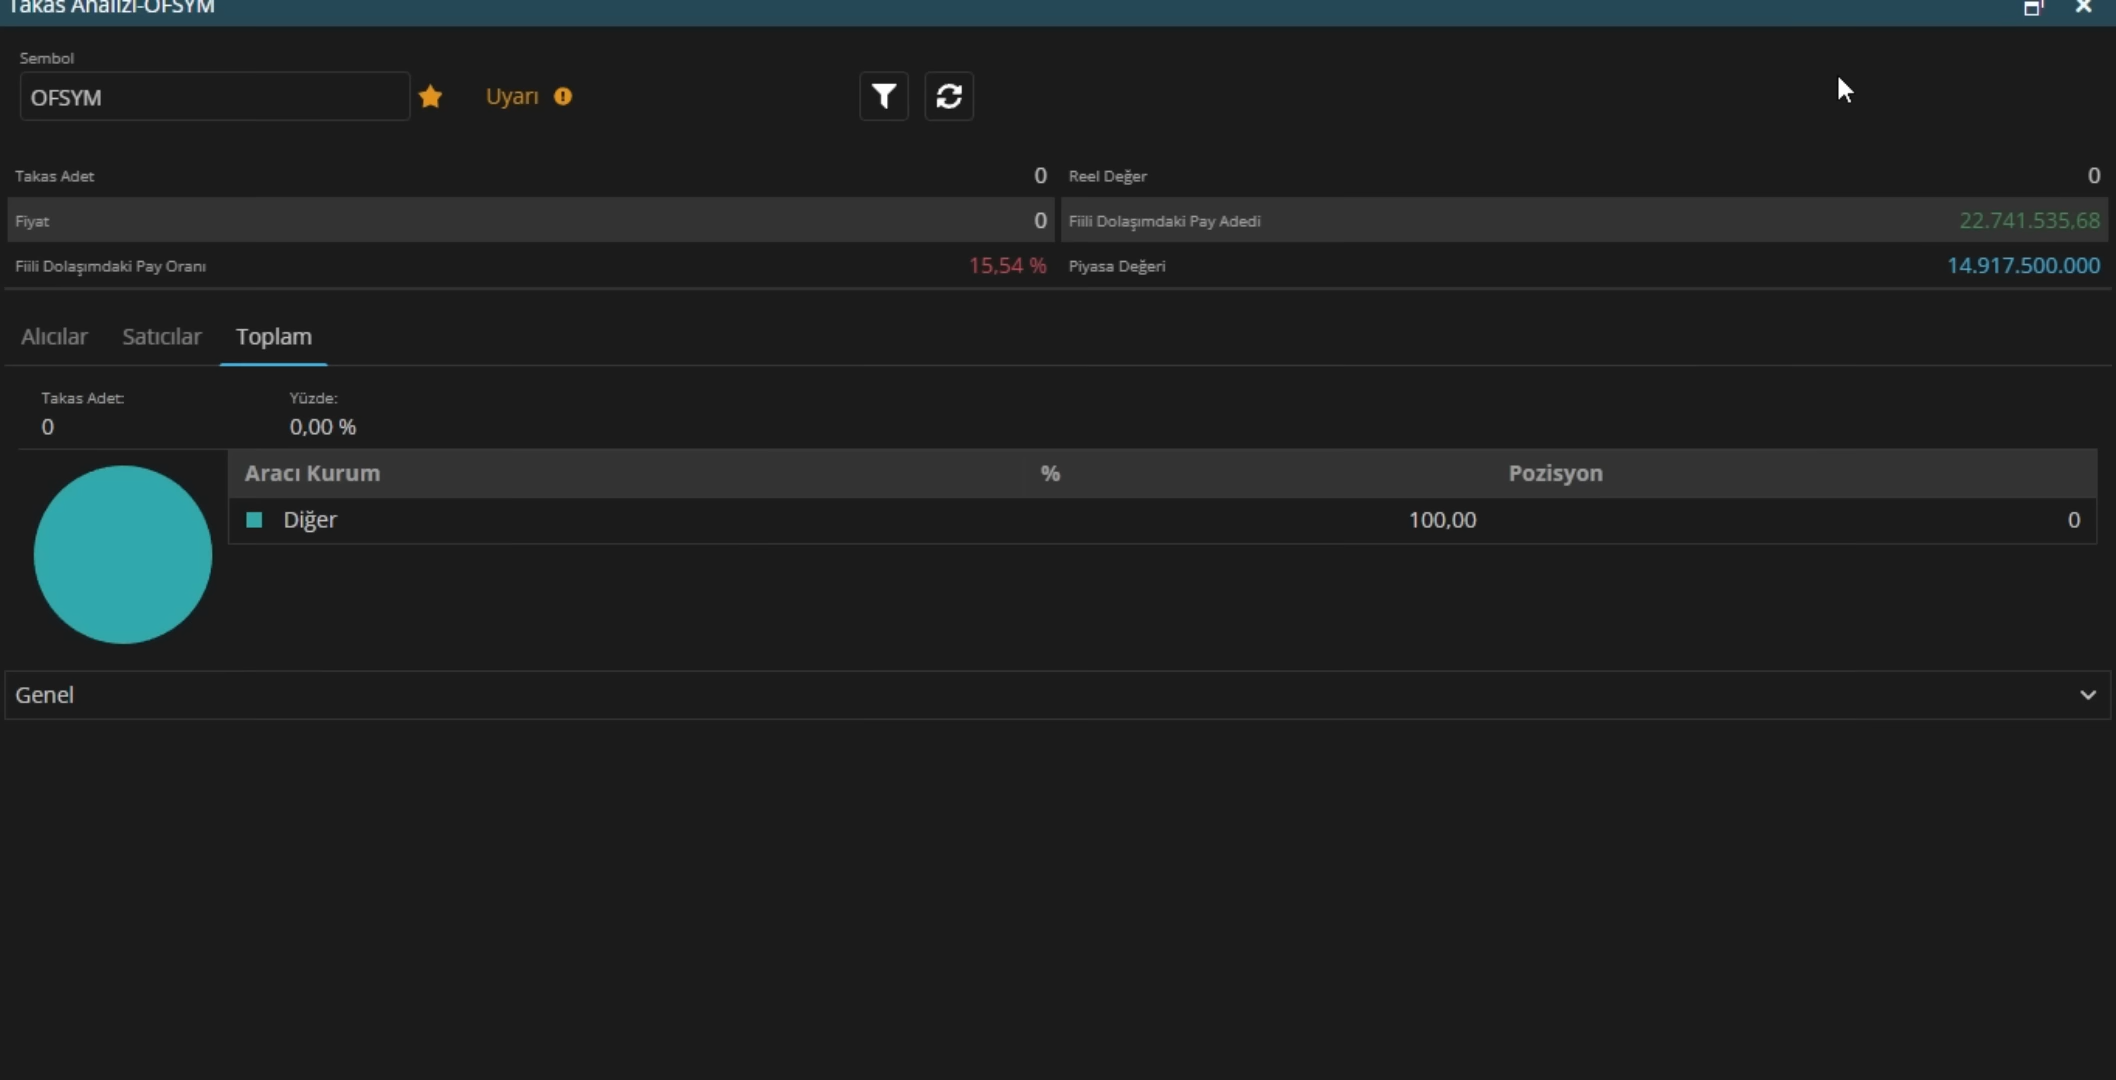 Takas Analizi-OFSYM
Sembol
OFSYM
Uyarı
Takas Adet 0 Reel Değer 0
Fiyat 0 Fiili Dolaşımdaki Pay Adedi 22.741.535,68
Fiili Dolaşımdaki Pay Oranı 15,54 % Piyasa Değeri 14.917.500.000
Alıcılar Satıcılar Toplam
Takas Adet: Yüzde:
0 0,00 %
Aracı Kurum % Pozisyon
Diğer 100,00 0
Genel